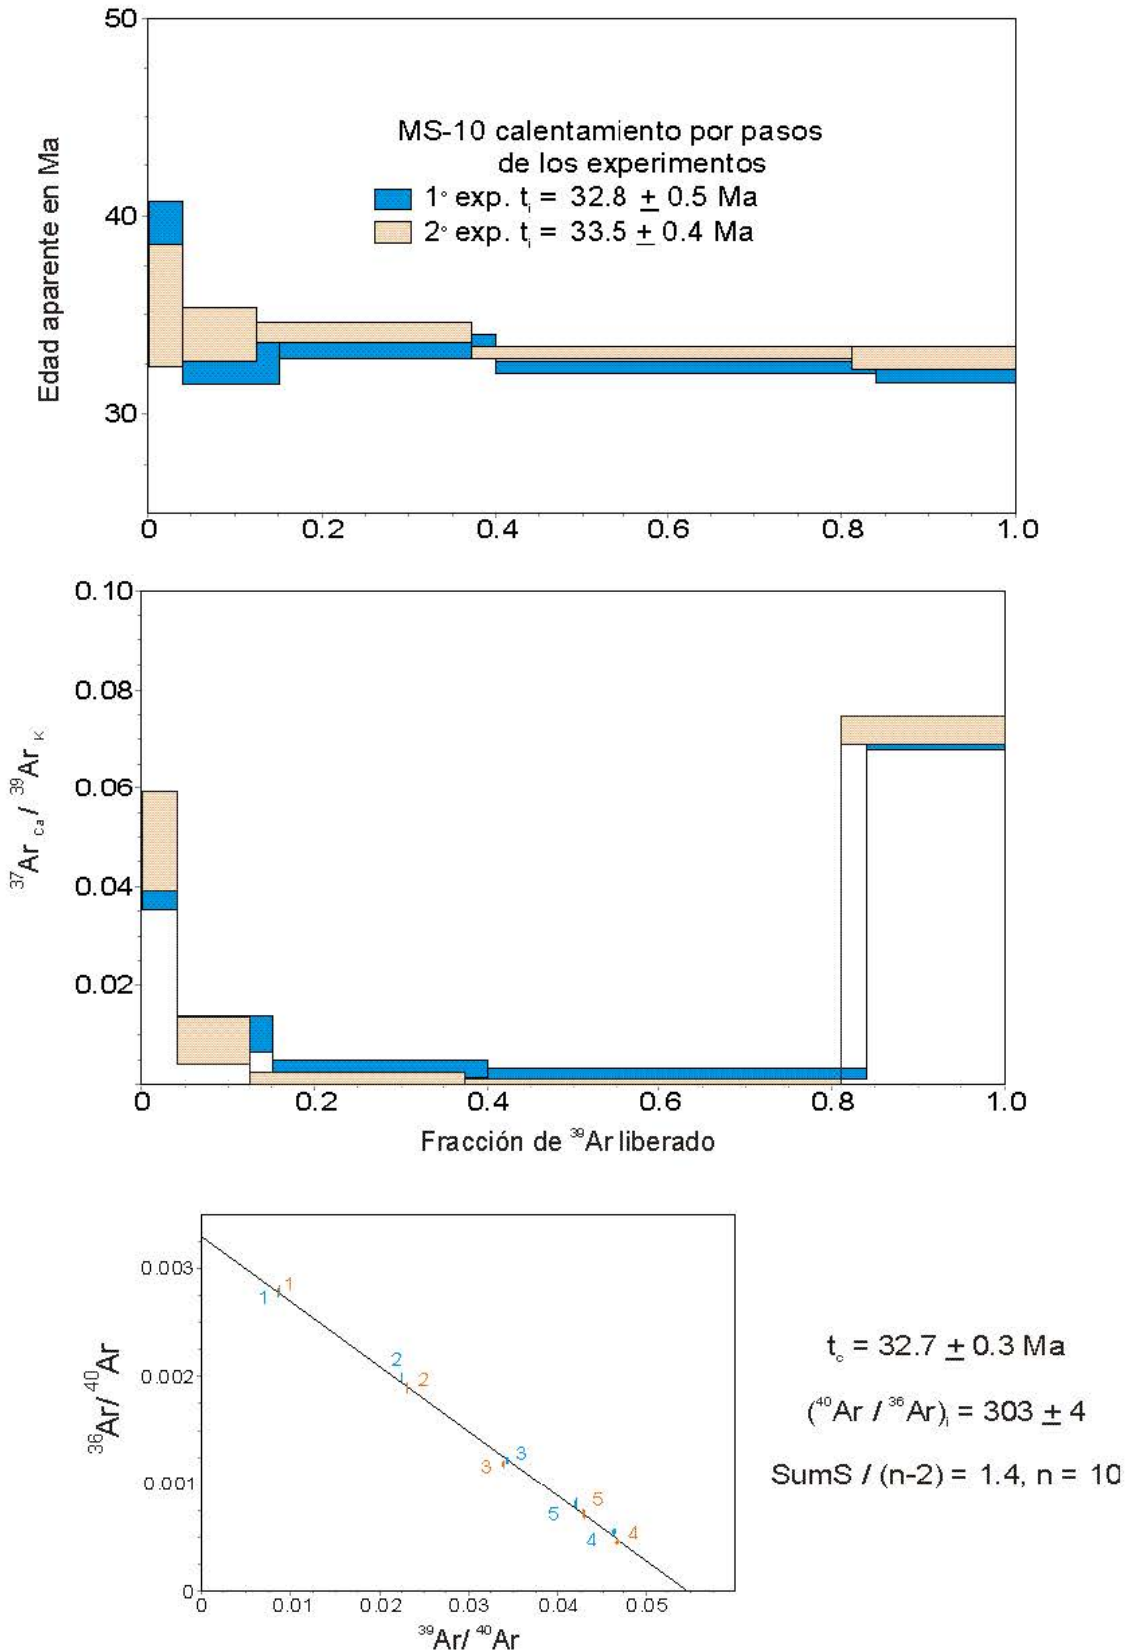 50
40
30
Edad aparente en Ma
MS-10 calentamiento por pasos
de los experimentos
1° exp. tᵢ = 32.8 ± 0.5 Ma
2° exp. tᵢ = 33.5 ± 0.4 Ma
0 0.2 0.4 0.6 0.8 1.0
0.10
0.08
0.06
0.04
0.02
³⁷Ar Ca / ³⁹Ar K
0 0.2 0.4 0.6 0.8 1.0
Fracción de ³⁹Ar liberado
0.003
0.002
0.001
0
³⁶Ar/ ⁴⁰Ar
1 1
2 2
3 3
5 5
4 4
0 0.01 0.02 0.03 0.04 0.05
³⁹Ar/ ⁴⁰Ar
t꜀ = 32.7 ± 0.3 Ma
(⁴⁰Ar / ³⁶Ar)ᵢ = 303 ± 4
SumS / (n-2) = 1.4, n = 10